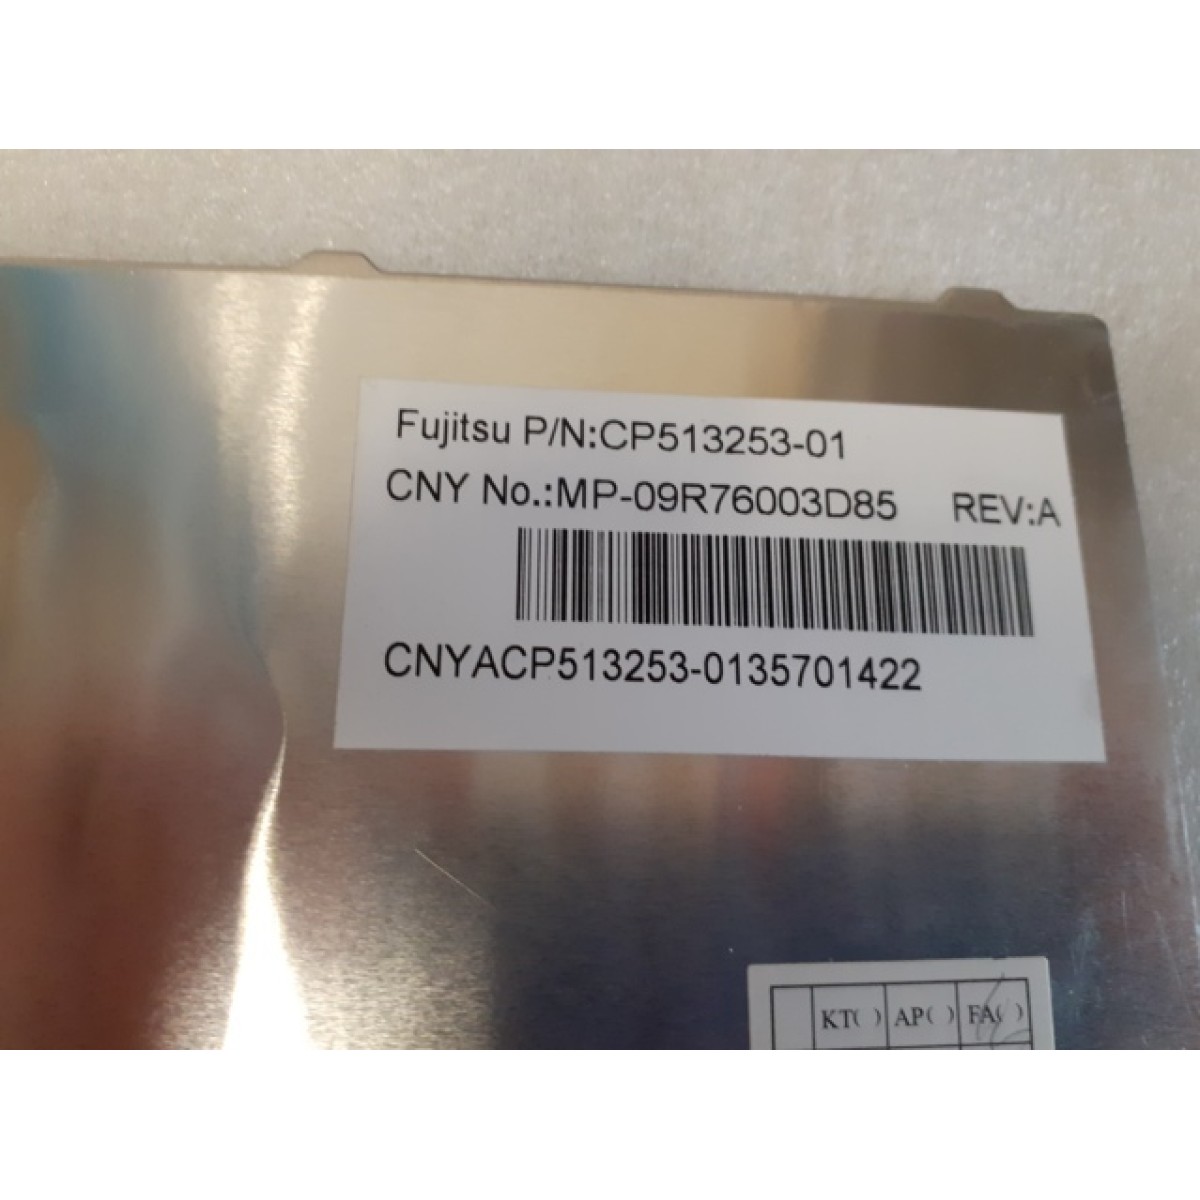 Fujitsu P/N:CP513253-01
CNY No.:MP-09R76003D85 REV:A
CNYACP513253-0135701422
KT( ) AP( ) FA( )